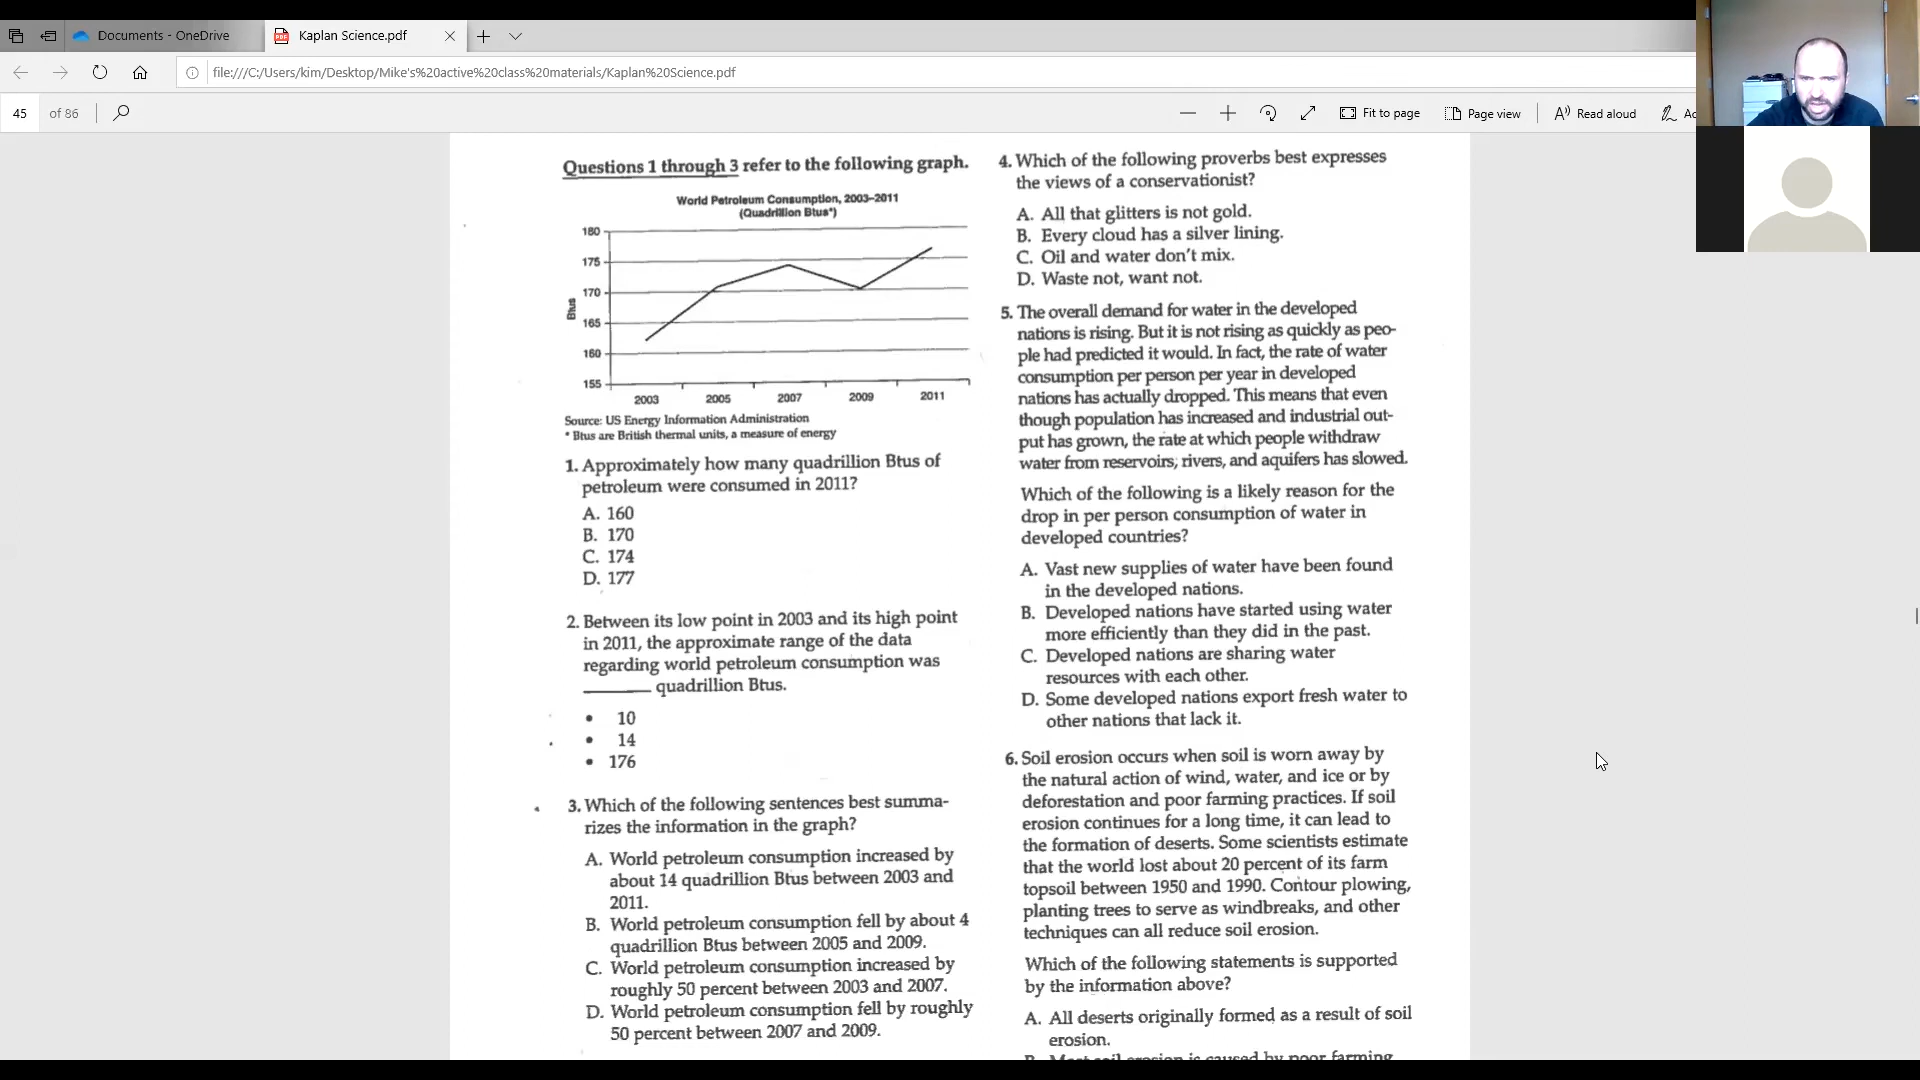 Documents - OneDrive
Kaplan Science.pdf
file:///C:/Users/kim/Desktop/Mike's%20active%20class%20materials/Kaplan%20Science.pdf
45 of 86
Fit to page
Page view
Read aloud
Questions 1 through 3 refer to the following graph.
World Petroleum Consumption, 2003–2011
(Quadrillion Btus*)
180
175
170
165
160
155
Btus
2003 2005 2007 2009 2011
Source: US Energy Information Administration
* Btus are British thermal units, a measure of energy
1. Approximately how many quadrillion Btus of
petroleum were consumed in 2011?
A. 160
B. 170
C. 174
D. 177
2. Between its low point in 2003 and its high point
in 2011, the approximate range of the data
regarding world petroleum consumption was
_______ quadrillion Btus.
• 10
• 14
• 176
3. Which of the following sentences best summa-
rizes the information in the graph?
A. World petroleum consumption increased by
about 14 quadrillion Btus between 2003 and
2011.
B. World petroleum consumption fell by about 4
quadrillion Btus between 2005 and 2009.
C. World petroleum consumption increased by
roughly 50 percent between 2003 and 2007.
D. World petroleum consumption fell by roughly
50 percent between 2007 and 2009.
4. Which of the following proverbs best expresses
the views of a conservationist?
A. All that glitters is not gold.
B. Every cloud has a silver lining.
C. Oil and water don't mix.
D. Waste not, want not.
5. The overall demand for water in the developed
nations is rising. But it is not rising as quickly as peo-
ple had predicted it would. In fact, the rate of water
consumption per person per year in developed
nations has actually dropped. This means that even
though population has increased and industrial out-
put has grown, the rate at which people withdraw
water from reservoirs, rivers, and aquifers has slowed.
Which of the following is a likely reason for the
drop in per person consumption of water in
developed countries?
A. Vast new supplies of water have been found
in the developed nations.
B. Developed nations have started using water
more efficiently than they did in the past.
C. Developed nations are sharing water
resources with each other.
D. Some developed nations export fresh water to
other nations that lack it.
6. Soil erosion occurs when soil is worn away by
the natural action of wind, water, and ice or by
deforestation and poor farming practices. If soil
erosion continues for a long time, it can lead to
the formation of deserts. Some scientists estimate
that the world lost about 20 percent of its farm
topsoil between 1950 and 1990. Contour plowing,
planting trees to serve as windbreaks, and other
techniques can all reduce soil erosion.
Which of the following statements is supported
by the information above?
A. All deserts originally formed as a result of soil
erosion.
B. Most soil erosion is caused by poor farming